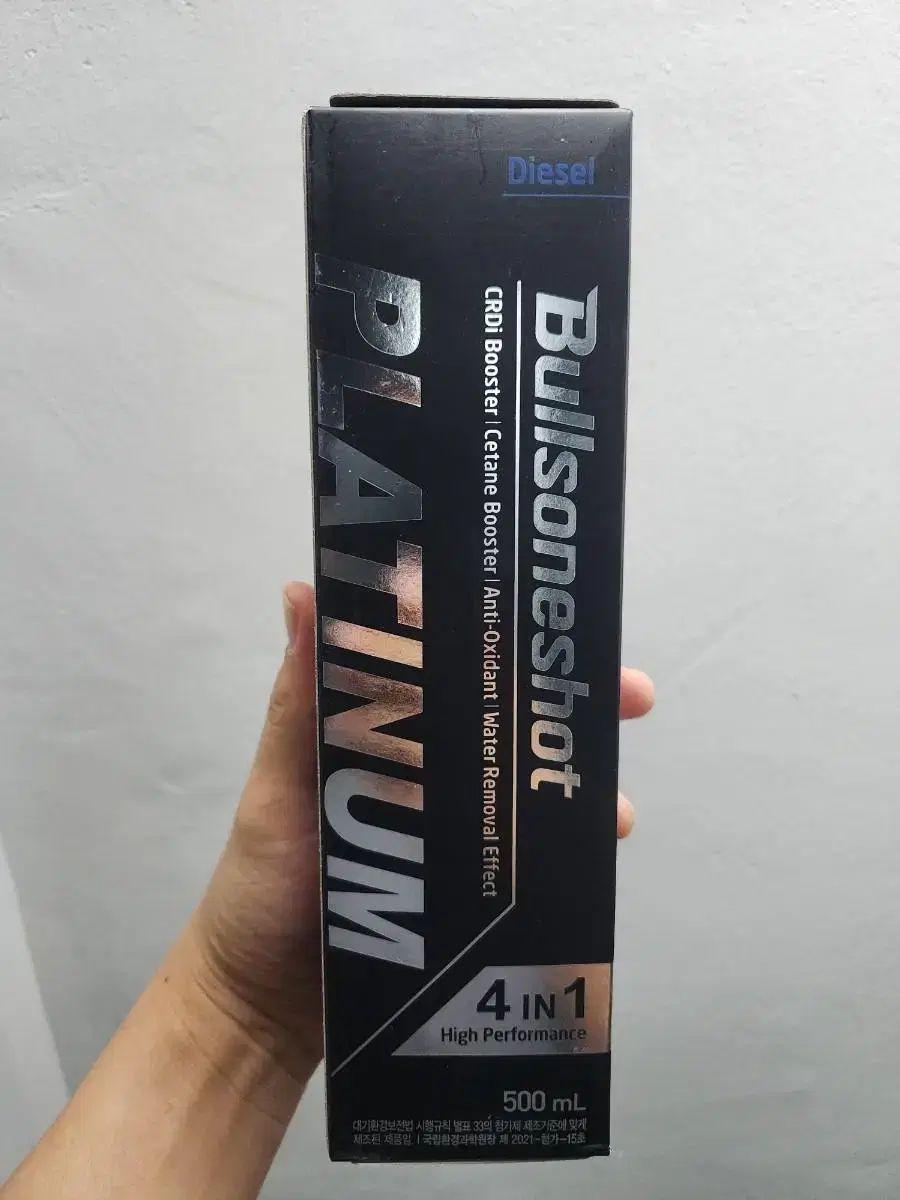 Diesel
Bullsoneshot
CRDi Booster | Cetane Booster | Anti-Oxidant | Water Removal Effect
PLATINUM
4 IN 1
High Performance
500 mL
대기환경보전법 시행규칙 별표 33의 첨가제 제조기준에 맞게
제조된 제품임. | 국립환경과학원장 제 2021-첨가-15호